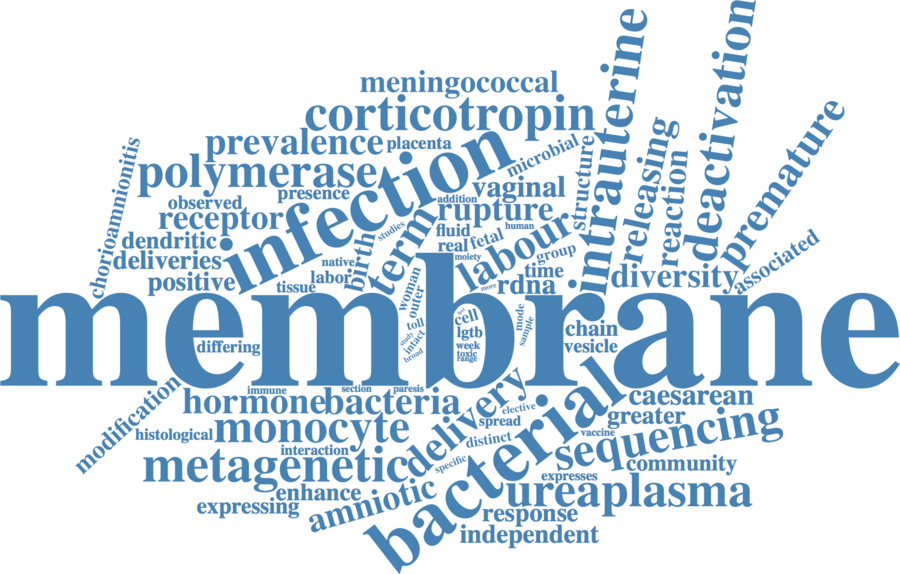 meningococcal
corticotropin
intrauterine
deactivation
prevalence
placenta
microbial
structure
releasing
reaction
premature
chorioamnionitis
polymerase
infection
presence
addition
vaginal
observed
receptor
studies
term
rupture
human
dendritic
birth
fluid
real
fetal
labour
group
associated
deliveries
native
moiety
time
positive
tissue
labor
woman
outer
more
rdna
diversity
membrane
differing
toll
study
intact
broad
cell
lgtb
week
toxic
range
mode
sample
chain
vesicle
modification
immune
section
paresis
hormone
bacteria
delivery
elective
bacterial
caesarean
greater
histological
monocyte
spread
vaccine
sequencing
interaction
distinct
metagenetic
specific
expresses
community
enhance
expressing
amniotic
ureaplasma
response
independent